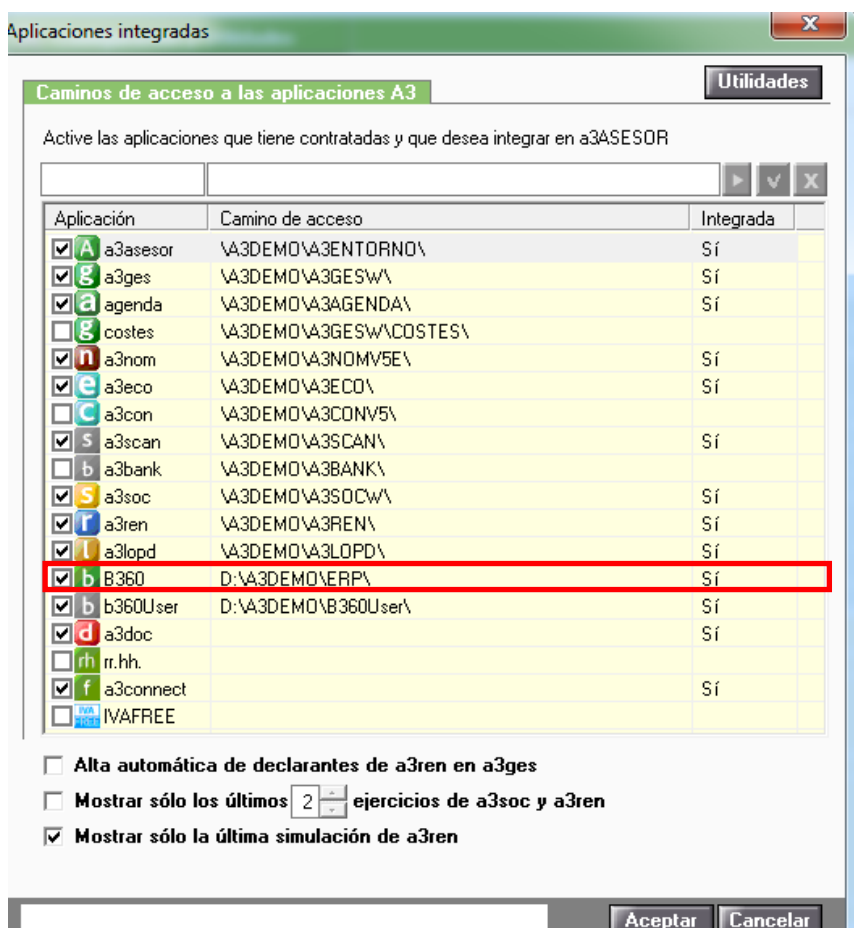 Aplicaciones integradas
Utilidades
Caminos de acceso a las aplicaciones A3
Active las aplicaciones que tiene contratadas y que desea integrar en a3ASESOR
Aplicación Camino de acceso Integrada
A a3asesor \A3DEMO\A3ENTORNO\ Sí
g a3ges \A3DEMO\A3GESW\ Sí
a agenda \A3DEMO\A3AGENDA\ Sí
g costes \A3DEMO\A3GESW\COSTES\
n a3nom \A3DEMO\A3NOMV5E\ Sí
e a3eco \A3DEMO\A3ECO\ Sí
C a3con \A3DEMO\A3CONV5\
s a3scan \A3DEMO\A3SCAN\ Sí
b a3bank \A3DEMO\A3BANK\
s a3soc \A3DEMO\A3SOCW\ Sí
r a3ren \A3DEMO\A3REN\ Sí
l a3lopd \A3DEMO\A3LOPD\ Sí
b B360 D:\A3DEMO\ERP\ Sí
b b360User D:\A3DEMO\B360User\ Sí
d a3doc Sí
rh rr.hh.
f a3connect Sí
IVA FREE IVAFREE
Alta automática de declarantes de a3ren en a3ges
Mostrar sólo los últimos 2 ejercicios de a3soc y a3ren
Mostrar sólo la última simulación de a3ren
Aceptar Cancelar